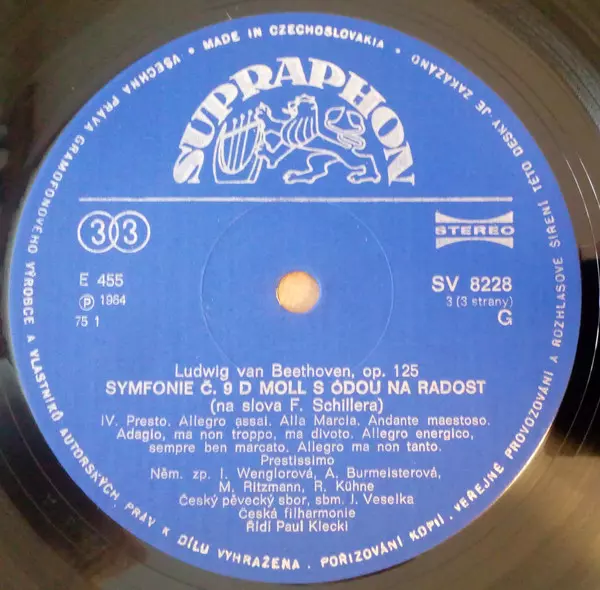 SUPRAPHON
33
STEREO
E 455
Ⓟ 1964
75 1
SV 8228
3 (3 strany)
G
Ludwig van Beethoven, op. 125
SYMFONIE Č. 9 D MOLL S ÓDOU NA RADOST
(na slova F. Schillera)
IV. Presto. Allegro assai. Alla Marcia. Andante maestoso.
Adagio, ma non troppo, ma divoto. Allegro energico,
sempre ben marcato. Allegro ma non tanto.
Prestissimo
Něm. zp. I. Wenglorová, A. Burmeisterová,
M. Ritzmann, R. Kühne
Český pěvecký sbor, sbm. J. Veselka
Česká filharmonie
Řídí Paul Klecki
• MADE IN CZECHOSLOVAKIA •
VŠECHNA PRÁVA GRAMOFONOVÉHO VÝROBCE A VLASTNÍKŮ AUTORSKÝCH PRÁV K DÍLU VYHRAŽENA. POŘIZOVÁNÍ KOPIÍ, VEŘEJNÉ PROVOZOVÁNÍ A ROZHLASOVÉ ŠÍŘENÍ TÉTO DESKY JE ZAKÁZÁNO